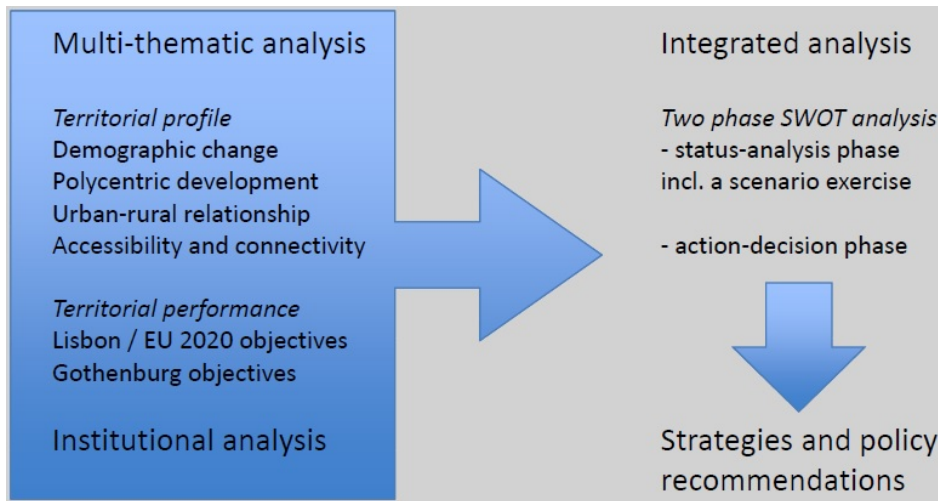 Multi-thematic analysis
Territorial profile
Demographic change
Polycentric development
Urban-rural relationship
Accessibility and connectivity
Territorial performance
Lisbon / EU 2020 objectives
Gothenburg objectives
Institutional analysis
Integrated analysis
Two phase SWOT analysis
- status-analysis phase
incl. a scenario exercise
- action-decision phase
Strategies and policy
recommendations